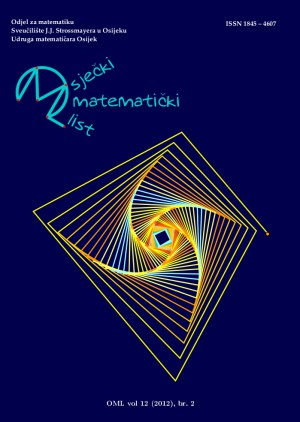 Odjel za matematiku
Sveučilište J.J. Strossmayera u Osijeku
Udruga matematičara Osijek
ISSN 1845 – 4607
Osječki
matematički
list
OML vol 12 (2012), br. 2